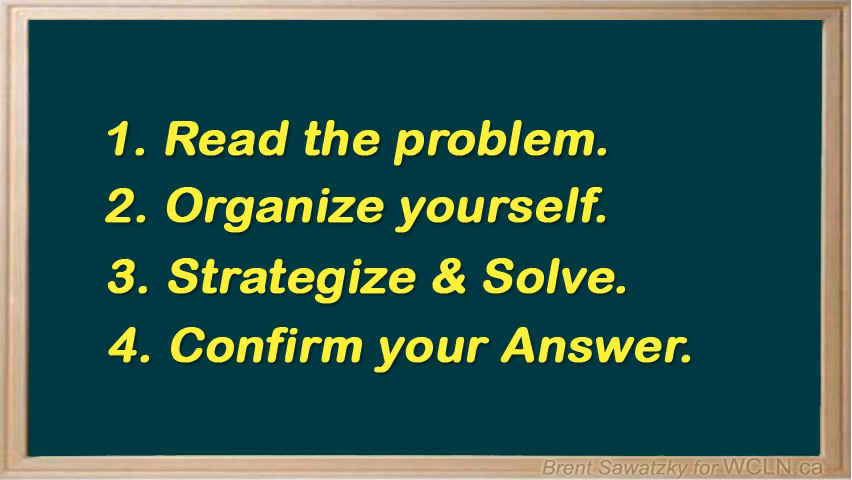 1. Read the problem.
2. Organize yourself.
3. Strategize & Solve.
4. Confirm your Answer.
Brent Sawatzky for WCLN.ca